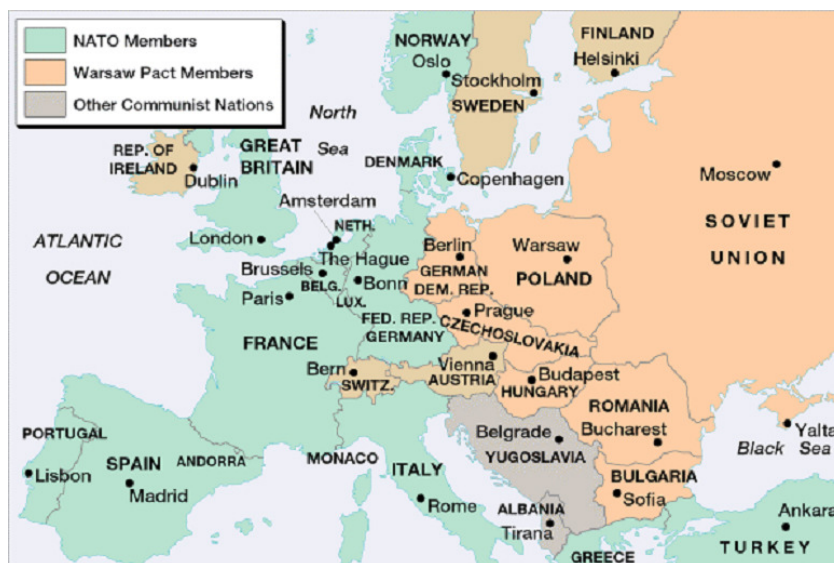 NATO Members
Warsaw Pact Members
Other Communist Nations
NORWAY
Oslo
FINLAND
Helsinki
Stockholm
SWEDEN
North
Sea
REP. OF
IRELAND
Dublin
GREAT
BRITAIN
DENMARK
Copenhagen
Moscow
Amsterdam
NETH.
SOVIET
UNION
ATLANTIC
OCEAN
London
The Hague
Berlin
GERMAN
DEM. REP.
Warsaw
POLAND
Brussels
BELG.
Bonn
Paris
LUX.
Prague
CZECHOSLOVAKIA
FED. REP.
GERMANY
FRANCE
Bern
SWITZ.
Vienna
AUSTRIA
Budapest
HUNGARY
ROMANIA
Bucharest
Yalta
Black
Sea
PORTUGAL
Lisbon
SPAIN
Madrid
ANDORRA
MONACO
ITALY
Rome
Belgrade
YUGOSLAVIA
BULGARIA
Sofia
ALBANIA
Tirana
GREECE
Ankara
TURKEY